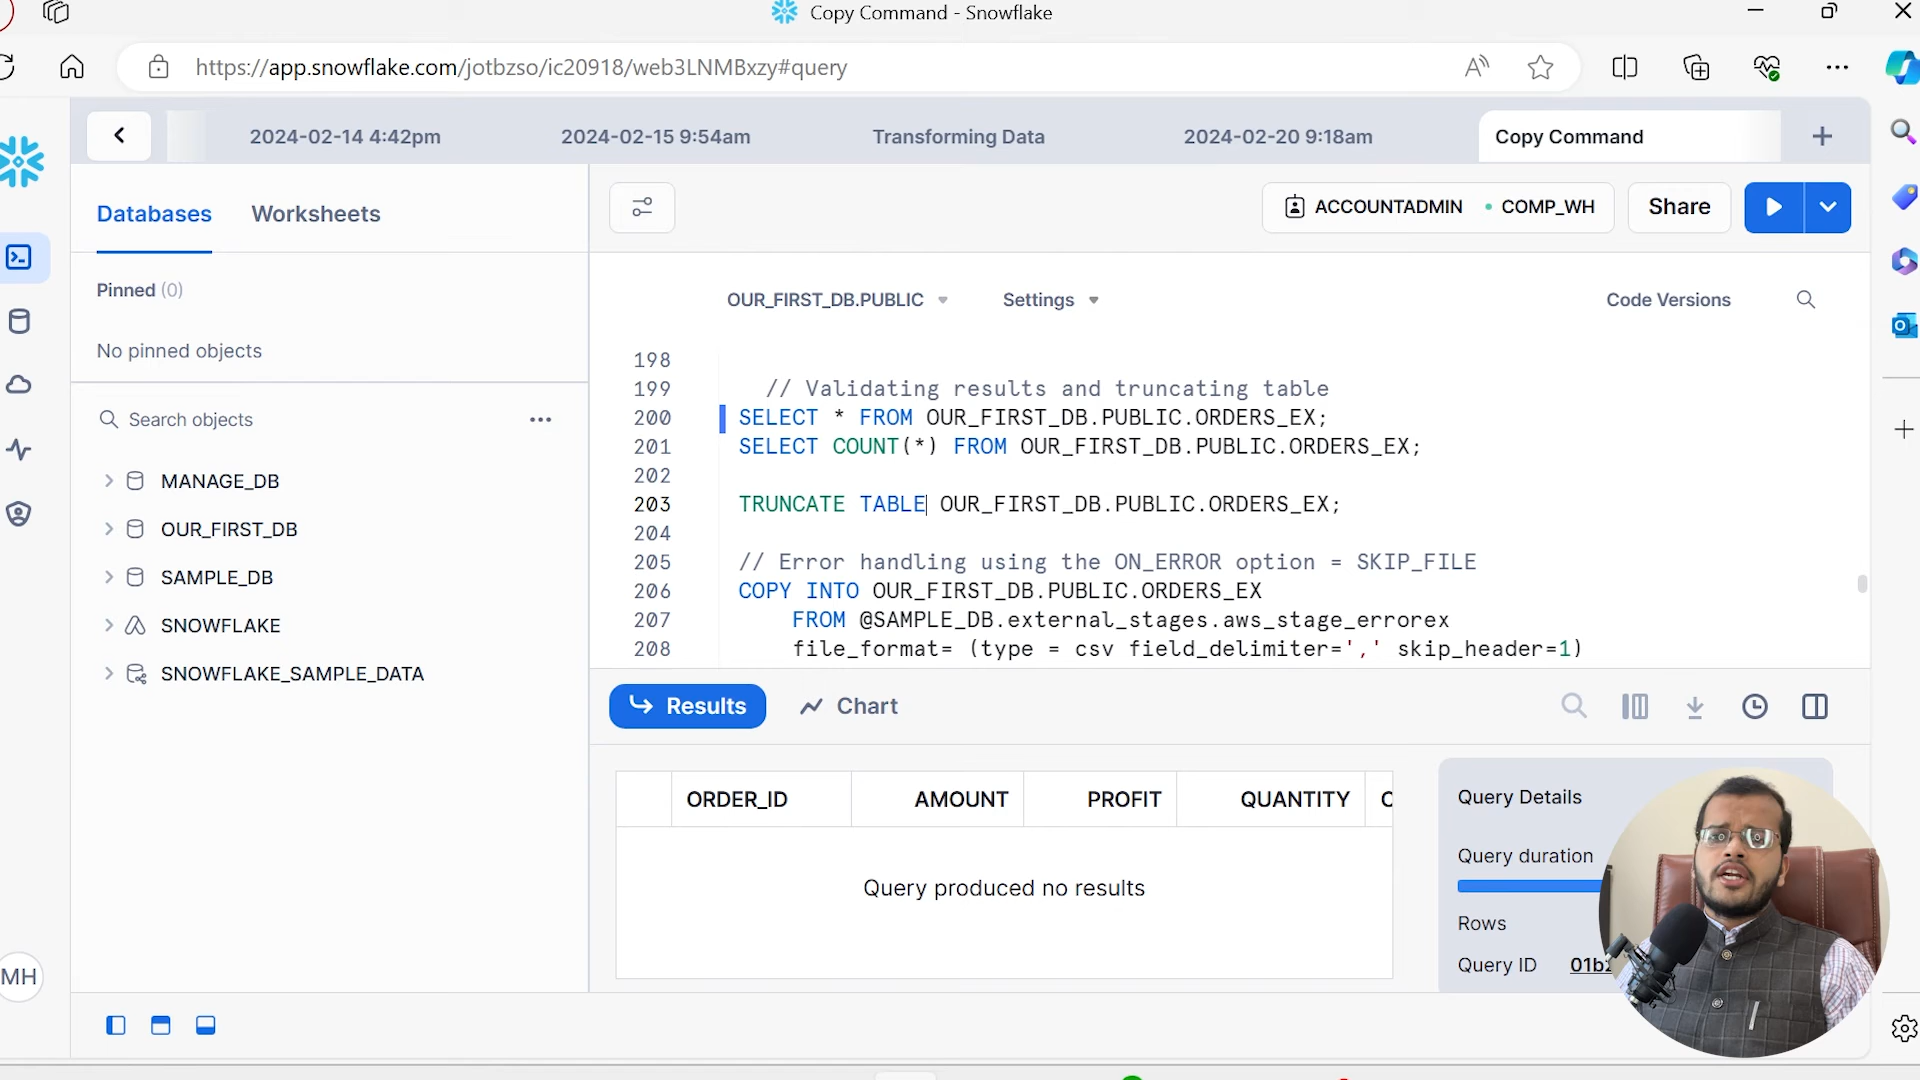 Copy Command - Snowflake
https://app.snowflake.com/jotbzso/ic20918/web3LNMBxzy#query
2024-02-14 4:42pm
2024-02-15 9:54am
Transforming Data
2024-02-20 9:18am
Copy Command
Databases
Worksheets
ACCOUNTADMIN
COMP_WH
Share
Pinned (0)
No pinned objects
Search objects
MANAGE_DB
OUR_FIRST_DB
SAMPLE_DB
SNOWFLAKE
SNOWFLAKE_SAMPLE_DATA
MH
OUR_FIRST_DB.PUBLIC
Settings
Code Versions
198
199 // Validating results and truncating table
200 SELECT * FROM OUR_FIRST_DB.PUBLIC.ORDERS_EX;
201 SELECT COUNT(*) FROM OUR_FIRST_DB.PUBLIC.ORDERS_EX;
202
203 TRUNCATE TABLE OUR_FIRST_DB.PUBLIC.ORDERS_EX;
204
205 // Error handling using the ON_ERROR option = SKIP_FILE
206 COPY INTO OUR_FIRST_DB.PUBLIC.ORDERS_EX
207 FROM @SAMPLE_DB.external_stages.aws_stage_errorex
208 file_format= (type = csv field_delimiter=',' skip_header=1)
Results
Chart
ORDER_ID AMOUNT PROFIT QUANTITY
Query produced no results
Query Details
Query duration
Rows
Query ID